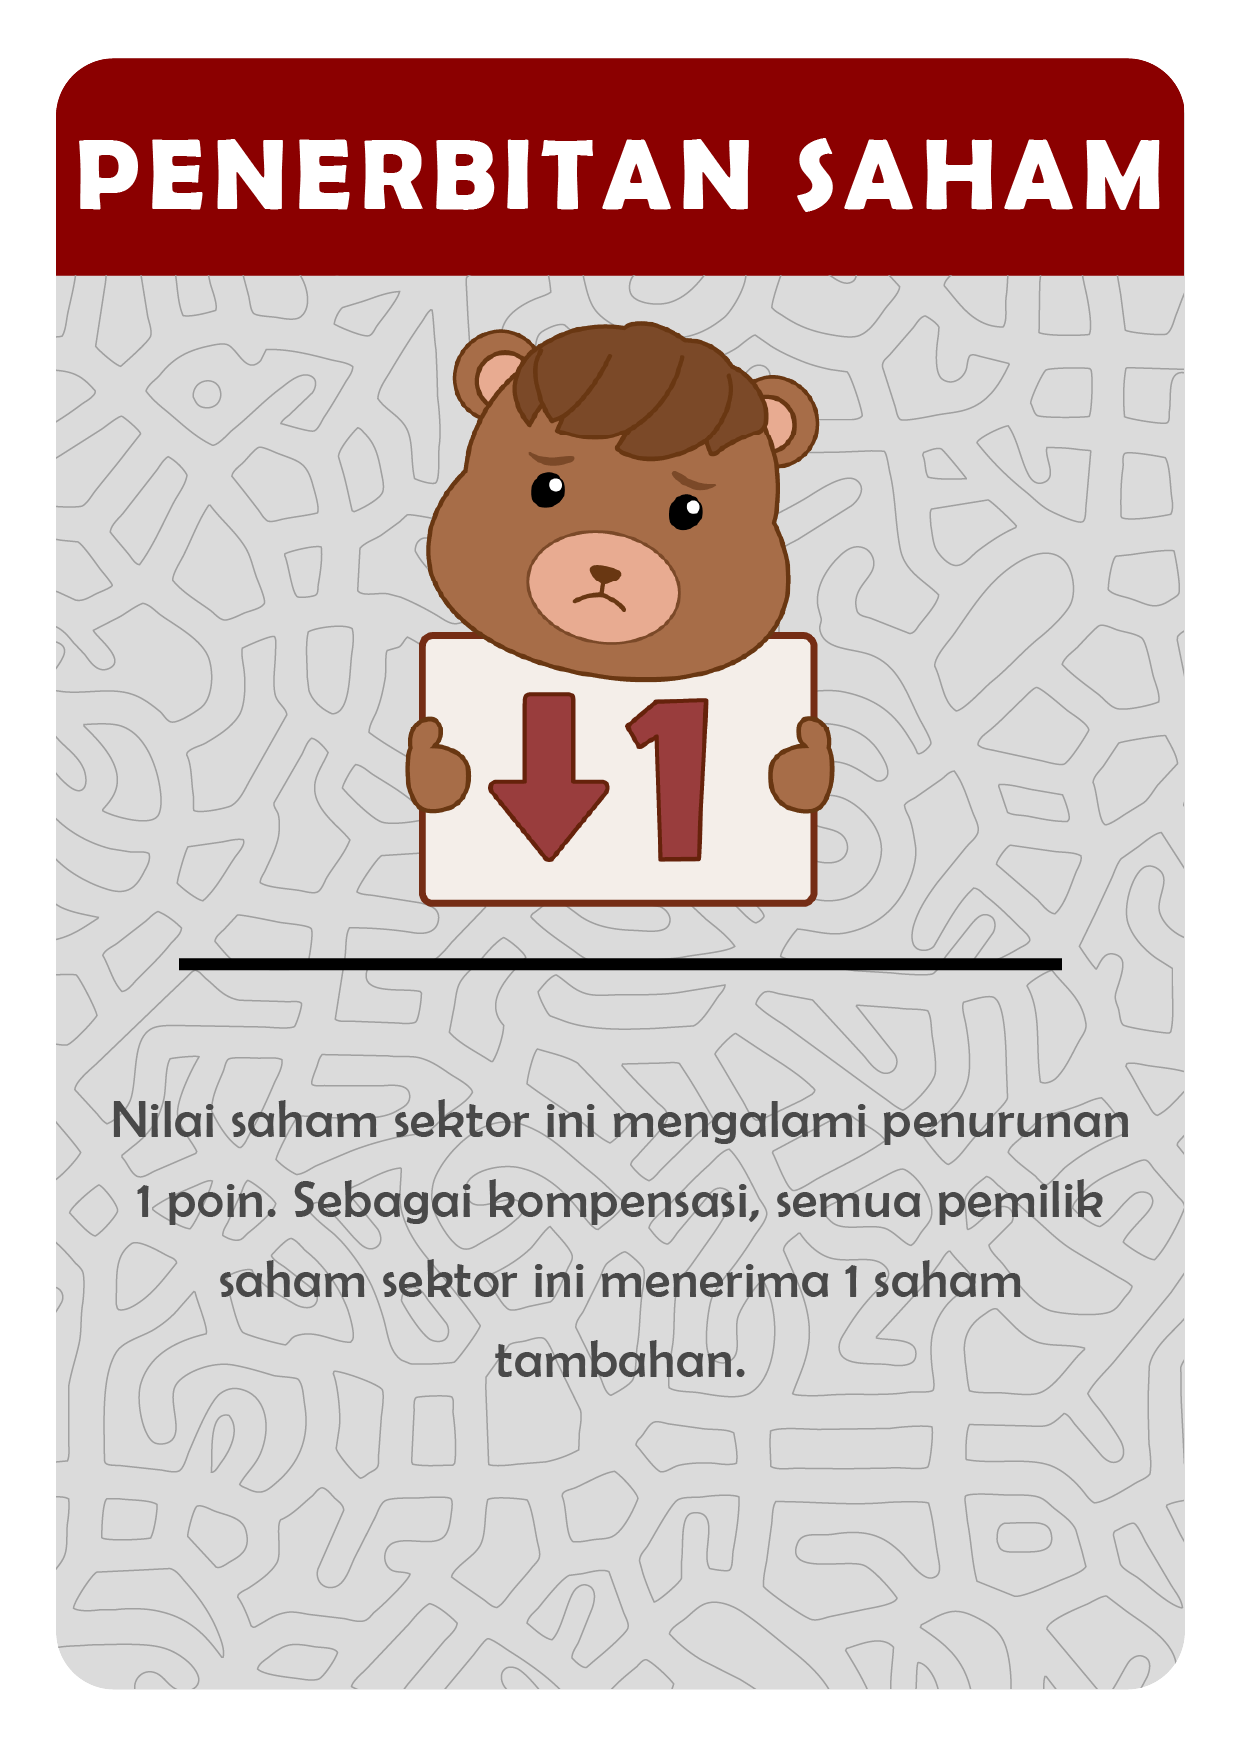 PENERBITAN SAHAM
1
Nilai saham sektor ini mengalami penurunan
1 poin. Sebagai kompensasi, semua pemilik
saham sektor ini menerima 1 saham
tambahan.